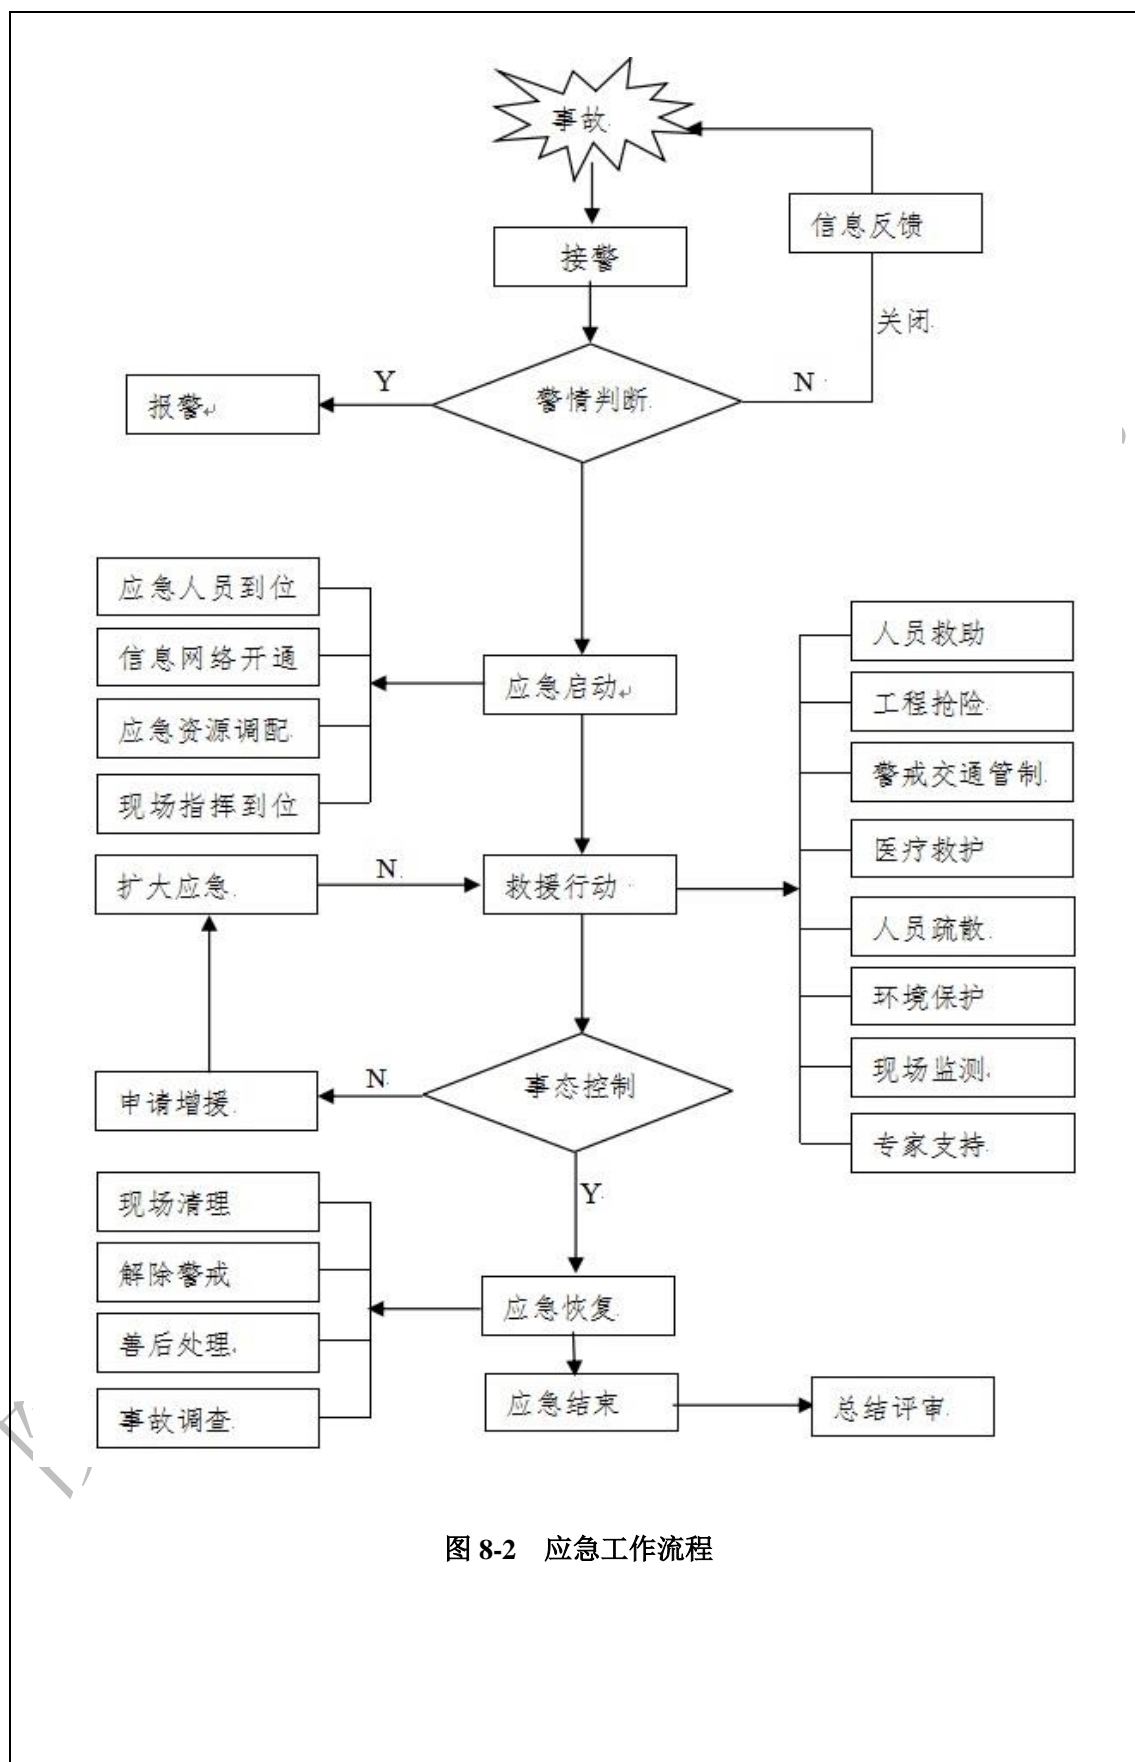 事故
信息反馈
接警
关闭
Y
N
警情判断
报警
应急人员到位
信息网络开通
应急启动
应急资源调配
现场指挥到位
人员救助
工程抢险
警戒交通管制
医疗救护
人员疏散
环境保护
现场监测
专家支持
扩大应急
N
救援行动
N
事态控制
申请增援
Y
现场清理
解除警戒
善后处理
事故调查
应急恢复
应急结束
总结评审
图 8-2 应急工作流程